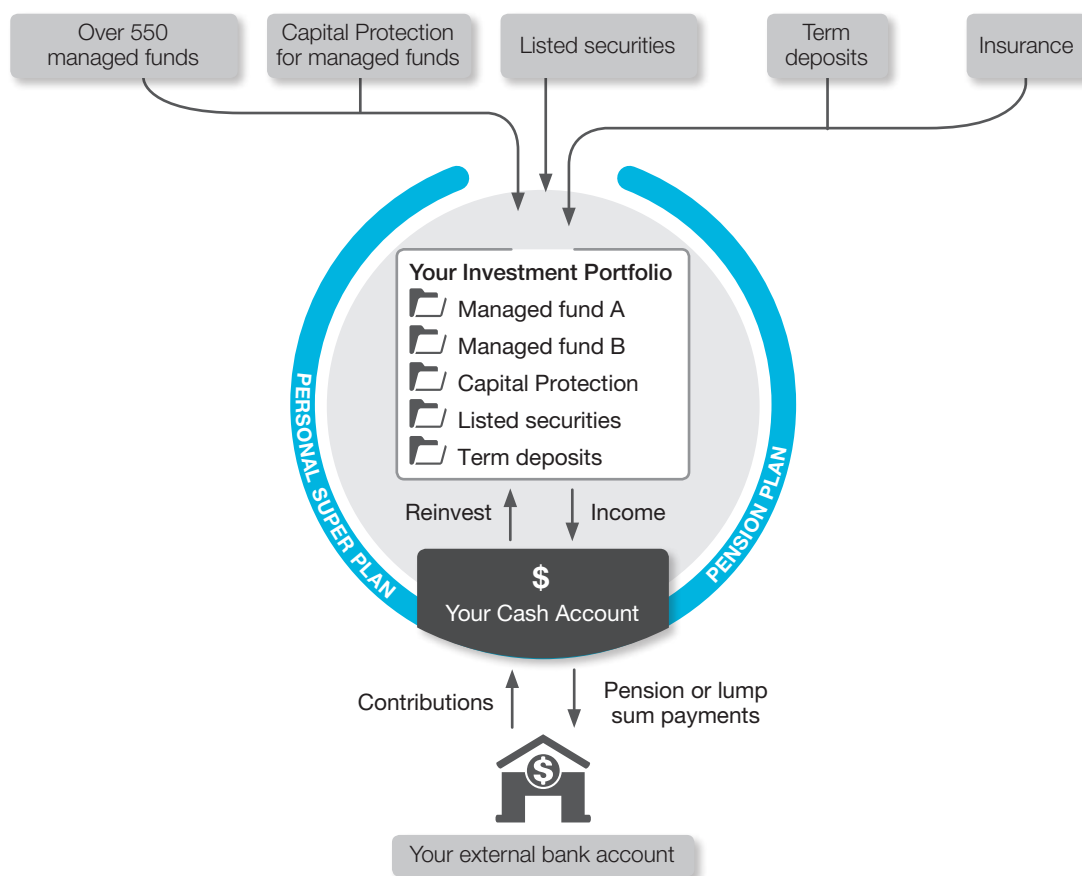 Over 550
managed funds
Capital Protection
for managed funds
Listed securities
Term
deposits
Insurance
Your Investment Portfolio
Managed fund A
Managed fund B
Capital Protection
Listed securities
Term deposits
PERSONAL SUPER PLAN
PENSION PLAN
Reinvest
Income
$
Your Cash Account
Contributions
Pension or lump
sum payments
$
Your external bank account